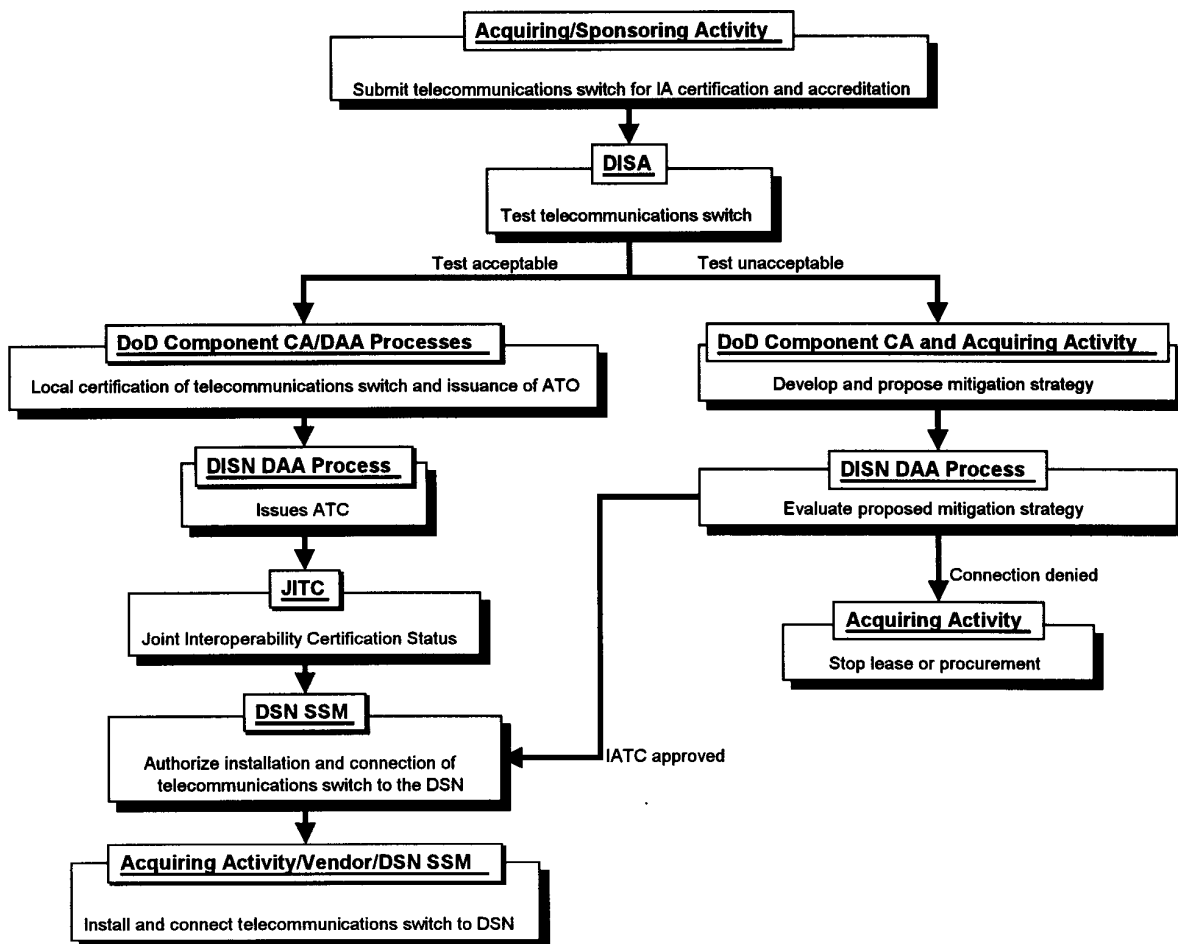 Acquiring/Sponsoring Activity
Submit telecommunications switch for IA certification and accreditation
DISA
Test telecommunications switch
Test acceptable
Test unacceptable
DoD Component CA/DAA Processes
Local certification of telecommunications switch and issuance of ATO
DoD Component CA and Acquiring Activity
Develop and propose mitigation strategy
DISN DAA Process
Issues ATC
DISN DAA Process
Evaluate proposed mitigation strategy
JITC
Joint Interoperability Certification Status
Connection denied
Acquiring Activity
Stop lease or procurement
DSN SSM
Authorize installation and connection of
telecommunications switch to the DSN
IATC approved
Acquiring Activity/Vendor/DSN SSM
Install and connect telecommunications switch to DSN